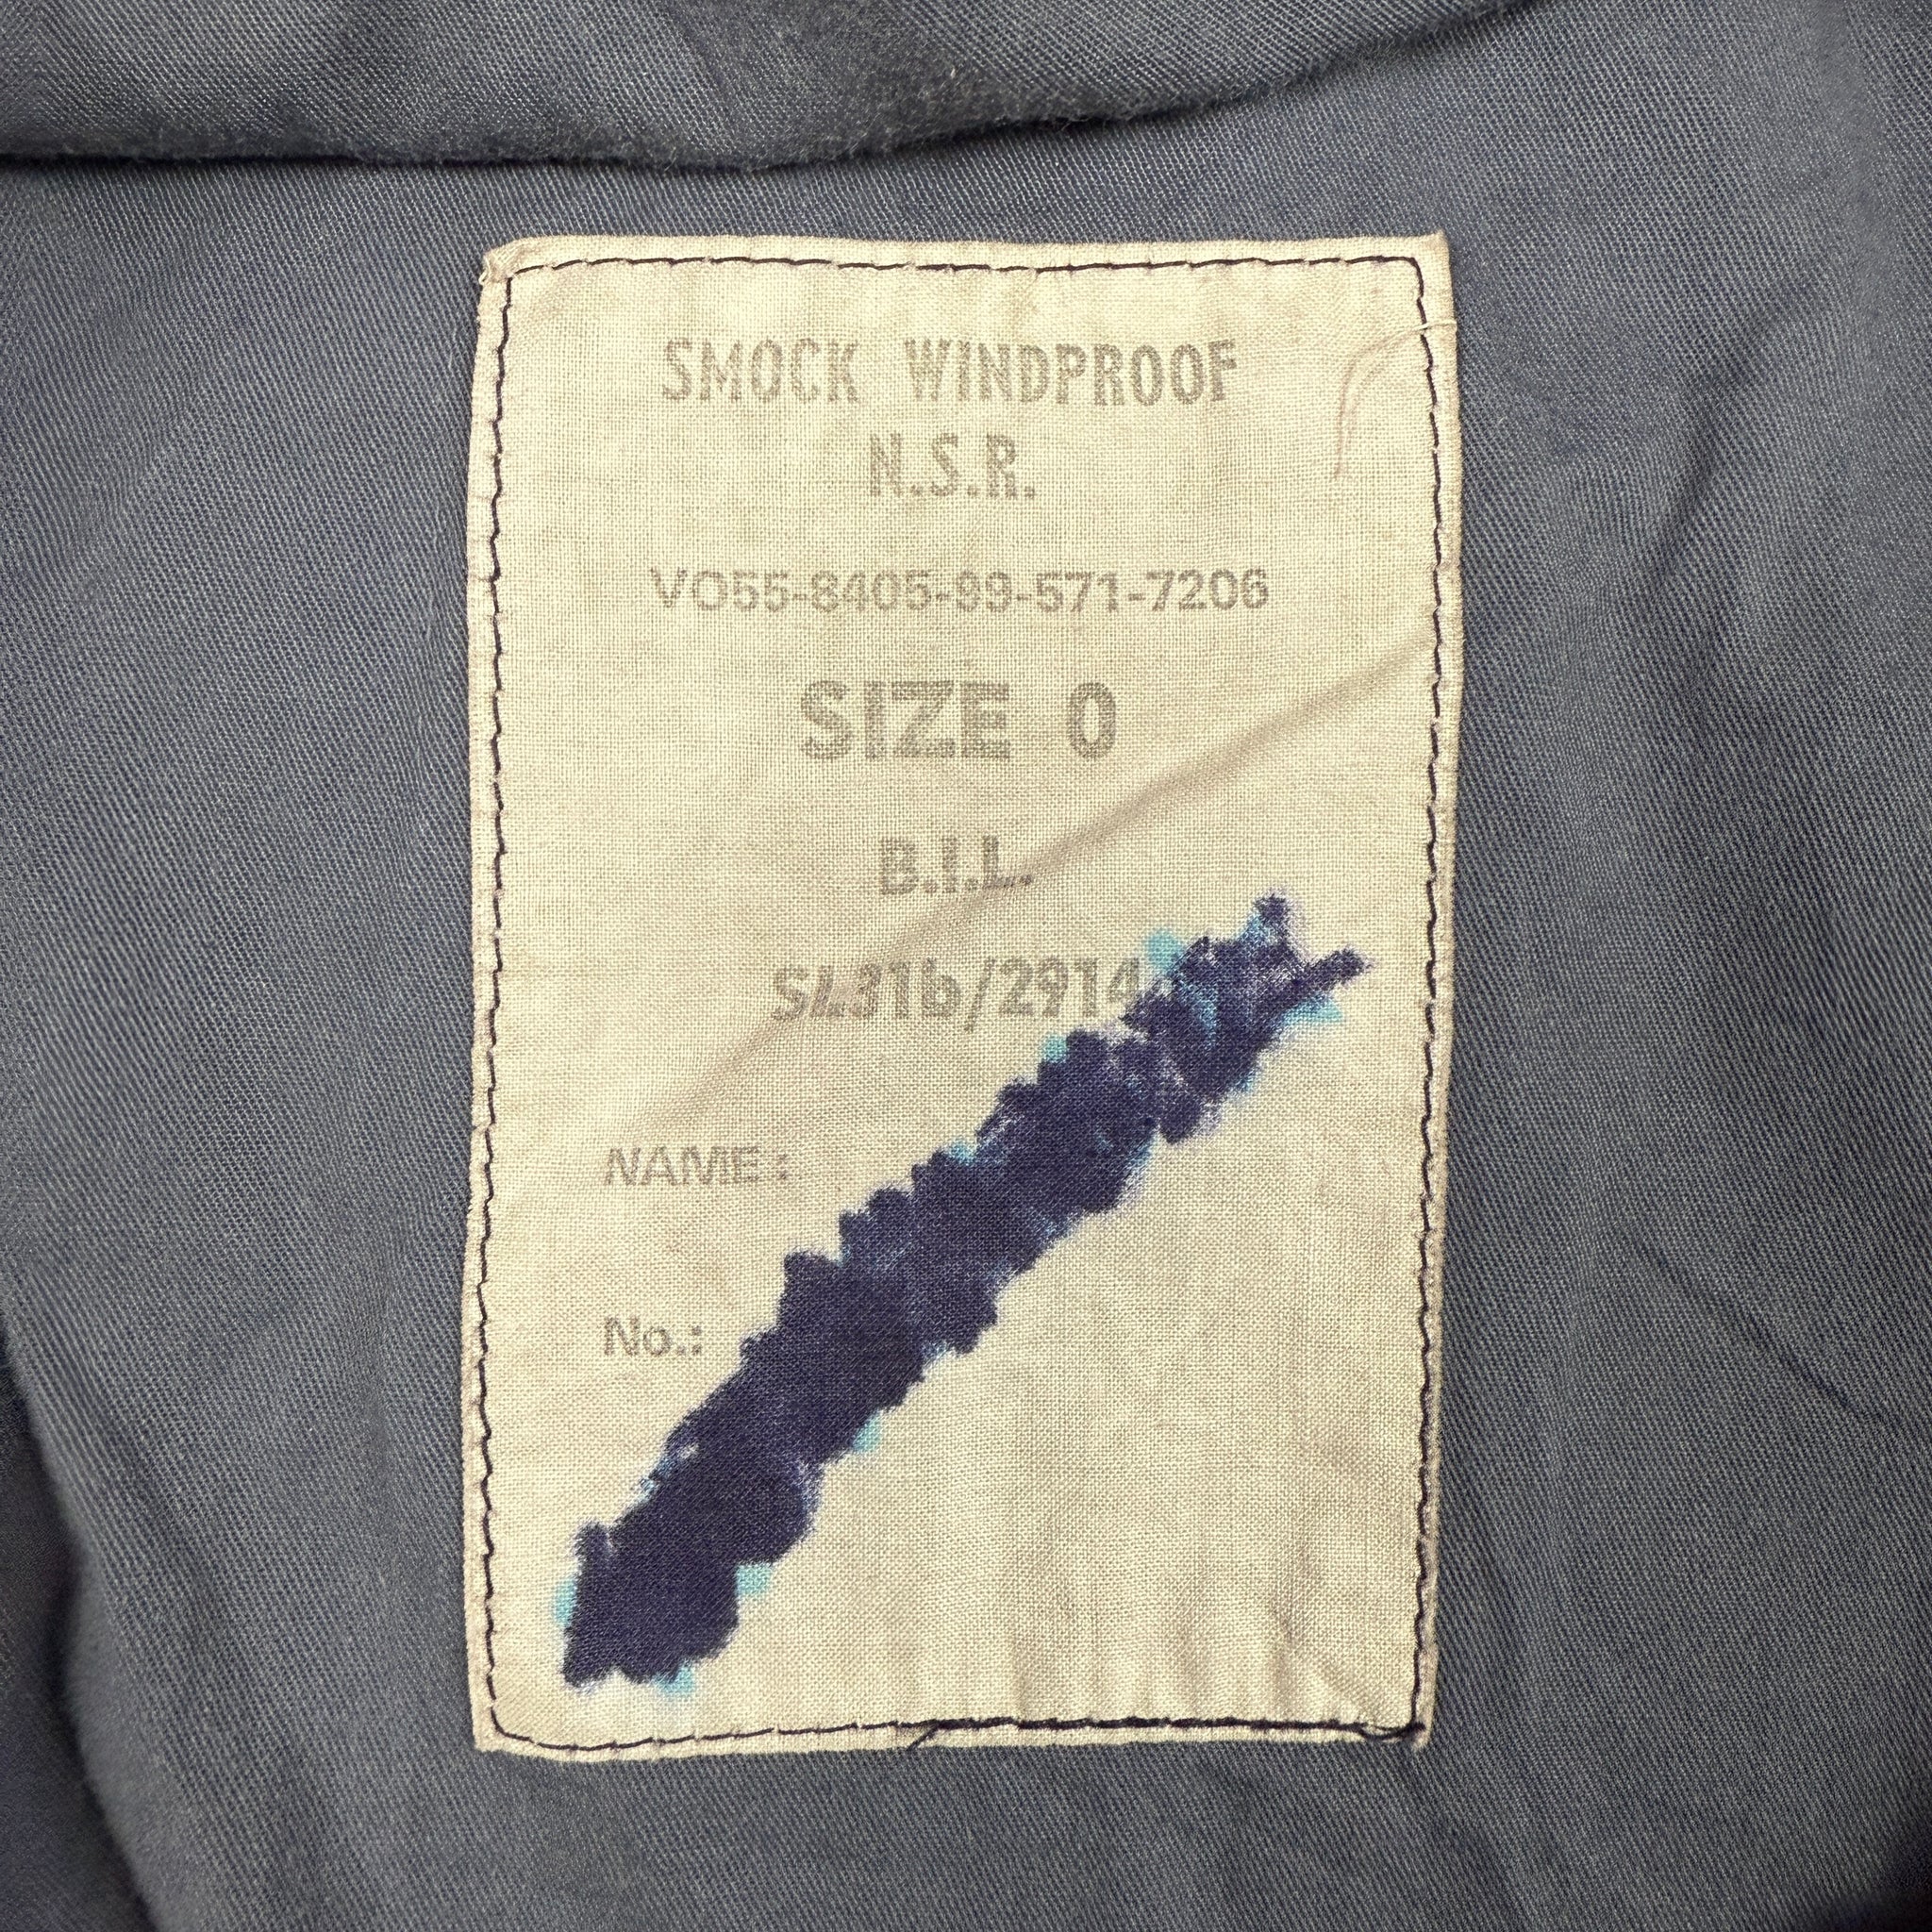 SMOCK WINDPROOF
N.S.R.
VO55-8405-99-571-7206
SIZE 0
B.I.L.
SL31b/2914
NAME :
No.: